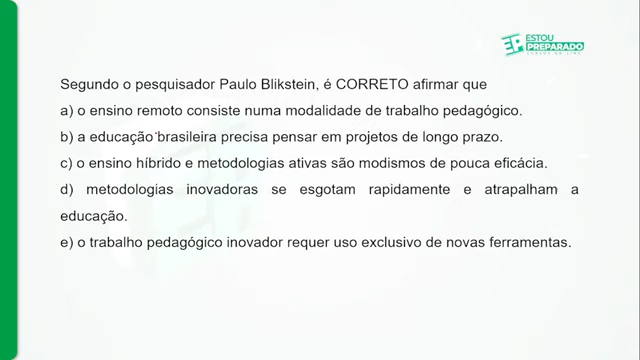 ESTOU
PREPARADO
Segundo o pesquisador Paulo Blikstein, é CORRETO afirmar que
a) o ensino remoto consiste numa modalidade de trabalho pedagógico.
b) a educação brasileira precisa pensar em projetos de longo prazo.
c) o ensino híbrido e metodologias ativas são modismos de pouca eficácia.
d) metodologias inovadoras se esgotam rapidamente e atrapalham a
educação.
e) o trabalho pedagógico inovador requer uso exclusivo de novas ferramentas.